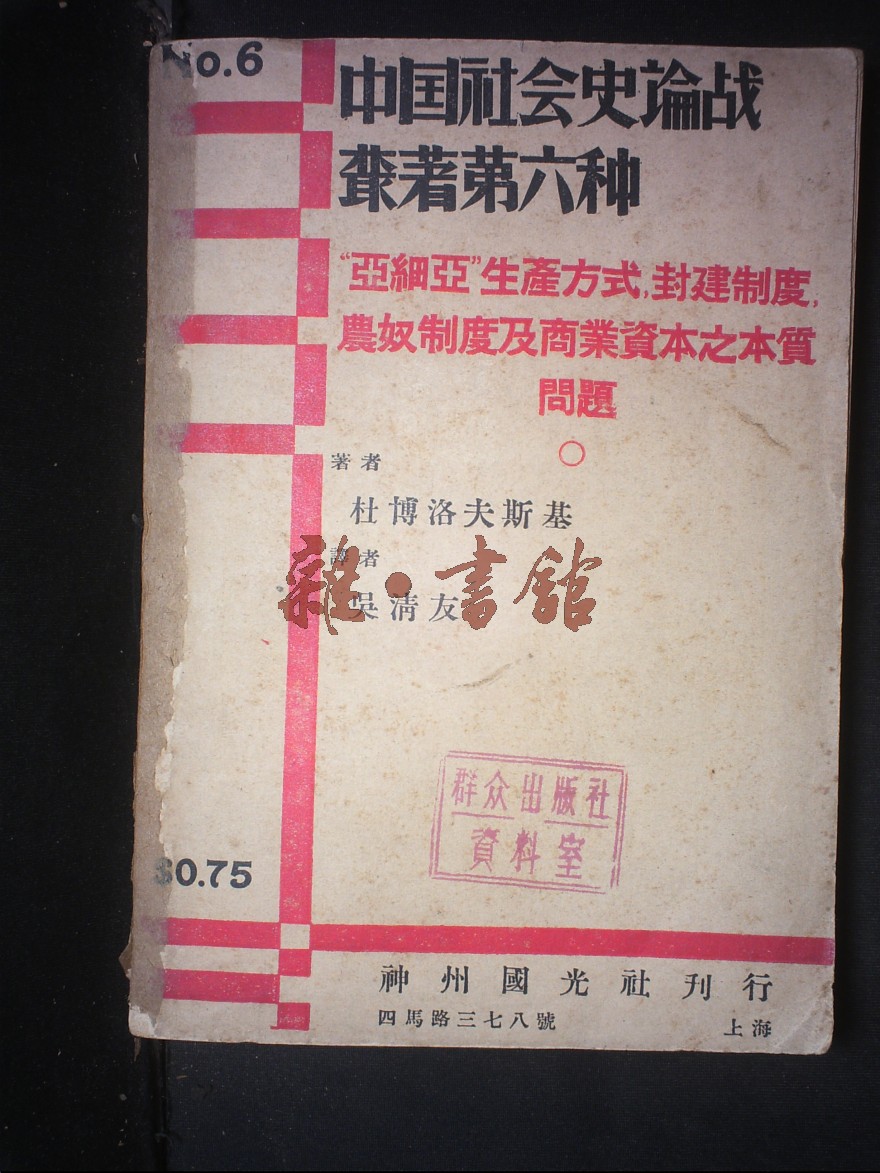 No.6
中国社会史論战
叢著第六种
“亞細亞”生產方式,封建制度,
農奴制度及商業資本之本質
問題
著者
杜博洛夫斯基
譯者
吳清友
雜·書館
群众出版社
資料室
$0.75
神州國光社刊行
四馬路三七八號 上海